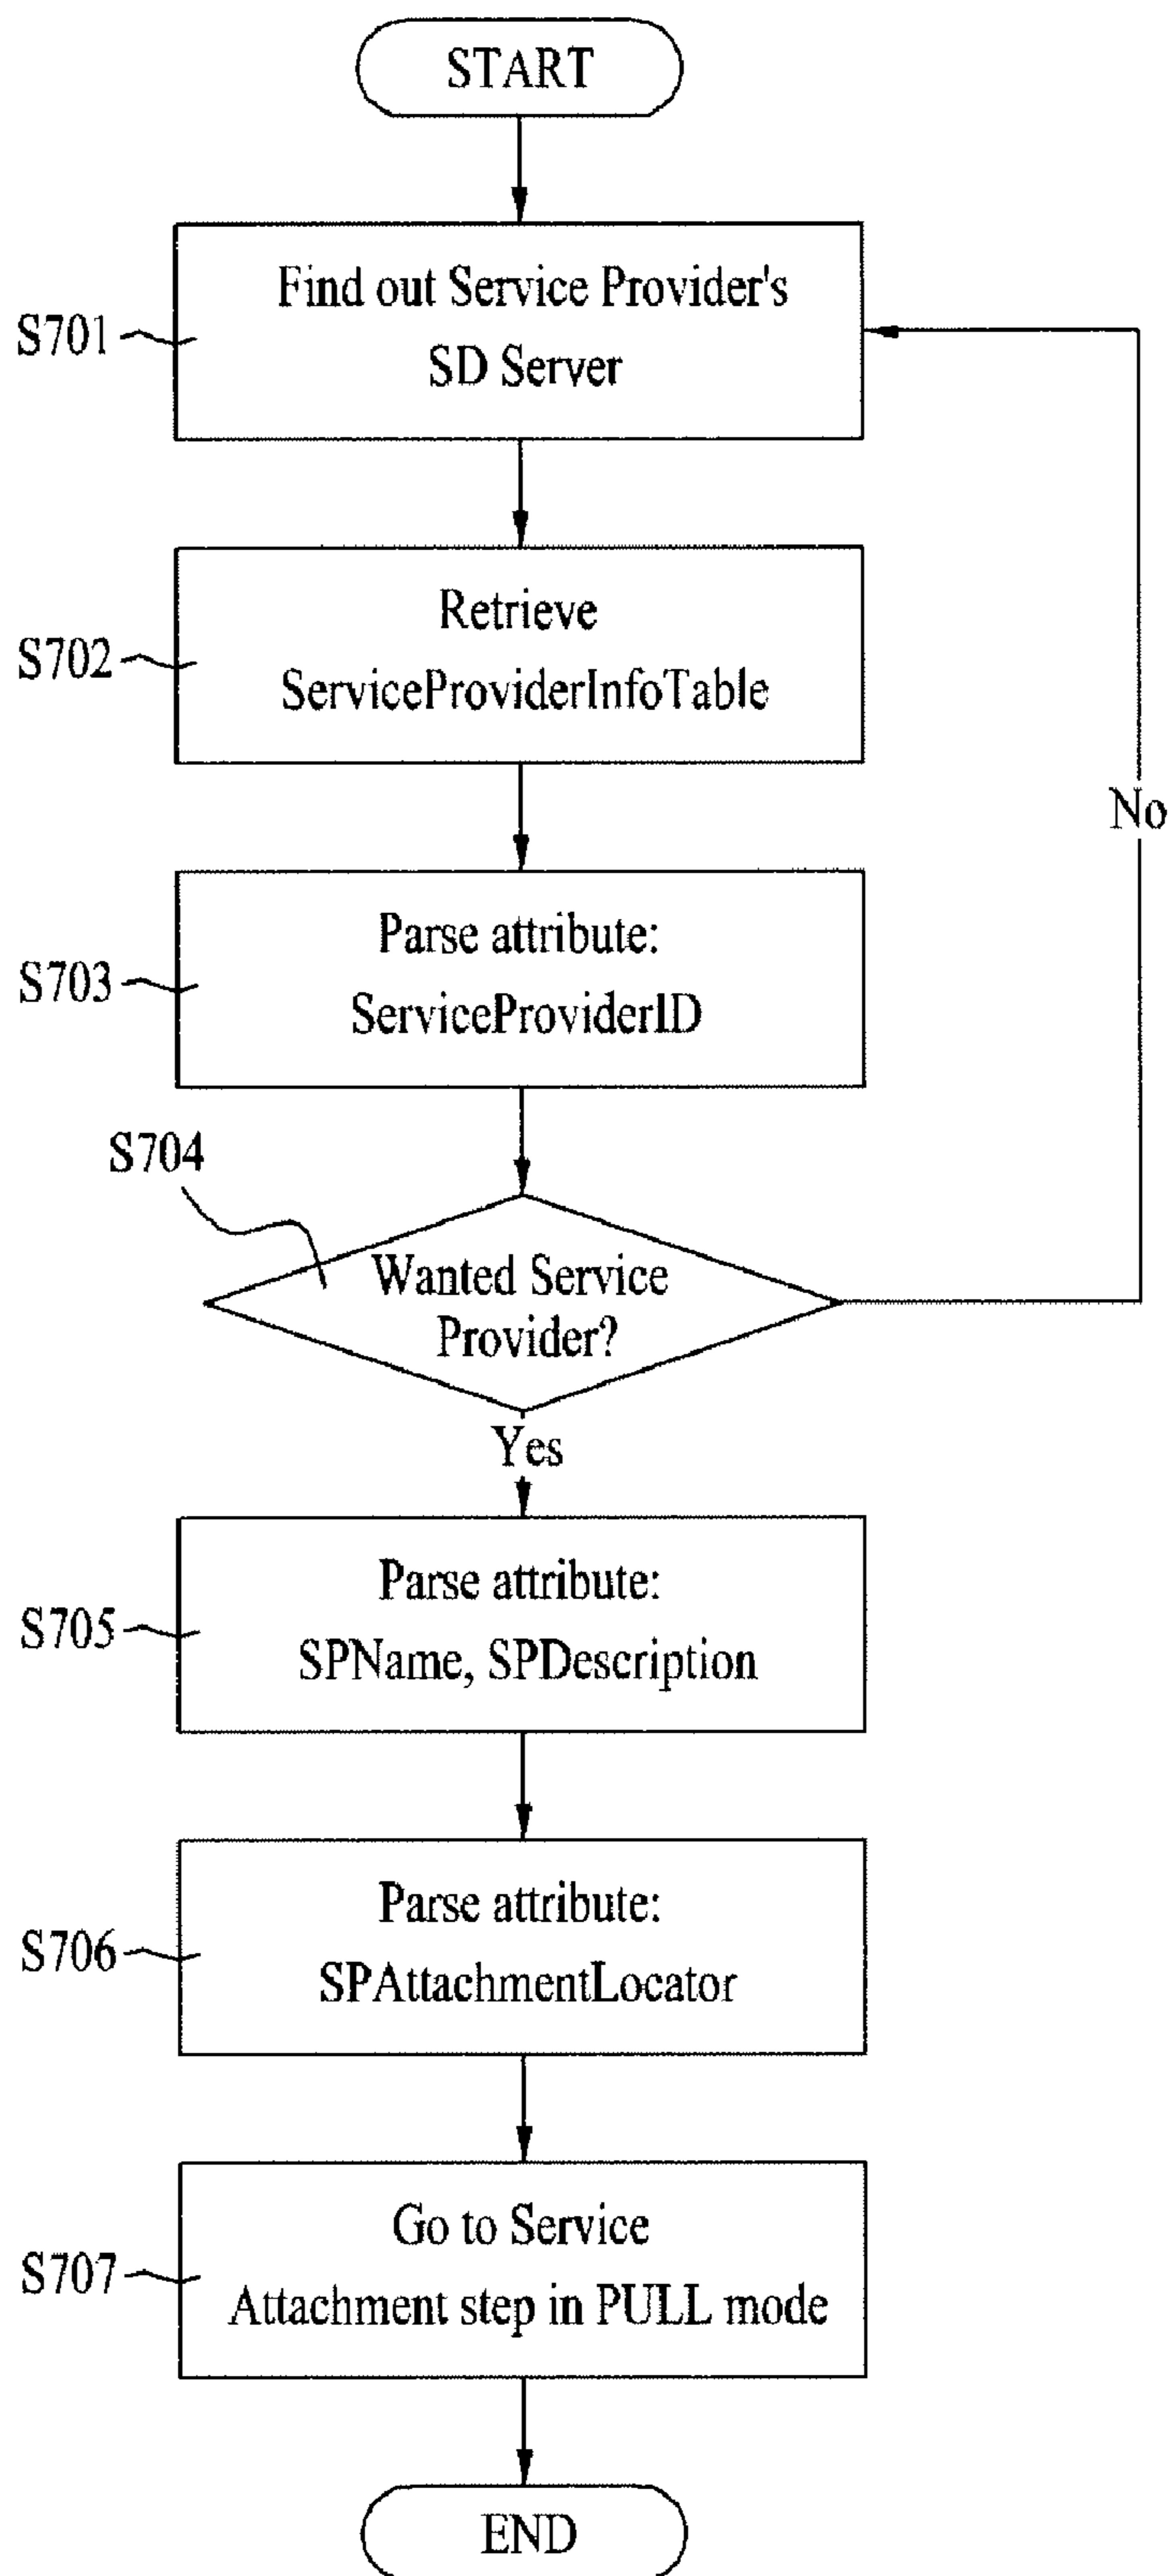 START
Find out Service Provider's
SD Server
S701
Retrieve
ServiceProviderInfoTable
S702
No
Parse attribute:
ServiceProviderID
S703
S704
Wanted Service
Provider?
Yes
Parse attribute:
SPName, SPDescription
S705
Parse attribute:
SPAttachmentLocator
S706
Go to Service
Attachment step in PULL mode
S707
END